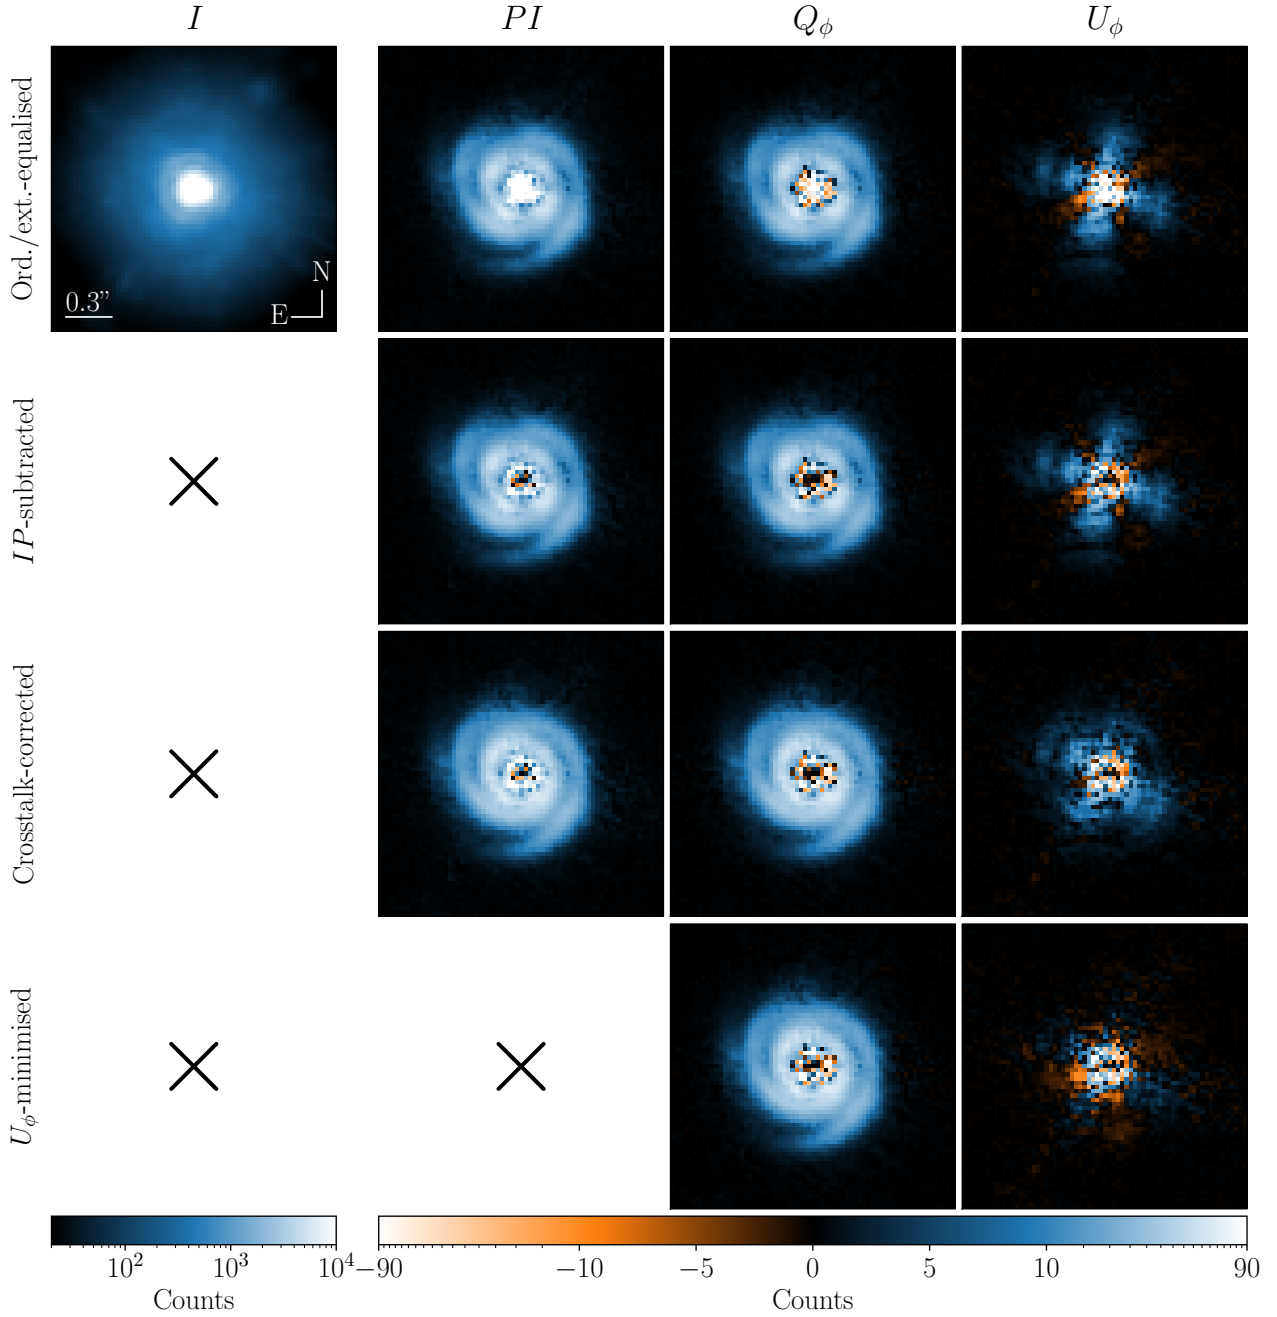 I PI Qϕ Uϕ
Ord./ext.-equalised
0.3”
N
E
IP-subtracted
Crosstalk-corrected
Uϕ-minimised
10² 10³ 10⁴ −90 −10 −5 0 5 10 90
Counts Counts